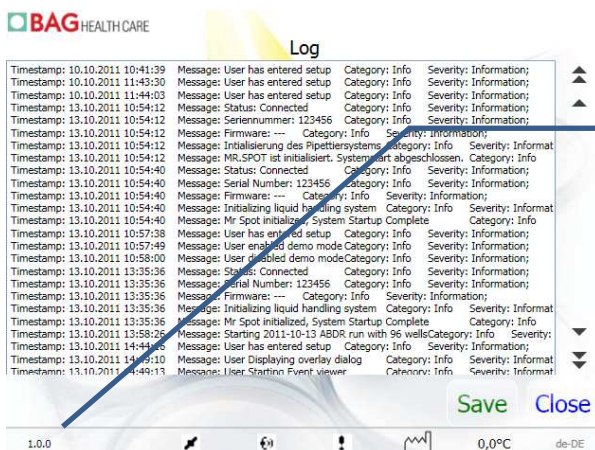 BAG HEALTH CARE
Log
Timestamp: 10.10.2011 10:41:39 Message: User has entered setup Category: Info Severity: Information;
Timestamp: 10.10.2011 11:43:30 Message: User has entered setup Category: Info Severity: Information;
Timestamp: 10.10.2011 11:44:03 Message: User has entered setup Category: Info Severity: Information;
Timestamp: 13.10.2011 10:54:12 Message: Status: Connected Category: Info Severity: Information;
Timestamp: 13.10.2011 10:54:12 Message: Seriennummer: 123456 Category: Info Severity: Information;
Timestamp: 13.10.2011 10:54:12 Message: Firmware: --- Category: Info Severity: Information;
Timestamp: 13.10.2011 10:54:12 Message: Intialisierung des Pipettiersystems Category: Info Severity: Informat
Timestamp: 13.10.2011 10:54:12 Message: MR.SPOT ist initialisiert. Systemstart abgeschlossen. Category: Info
Timestamp: 13.10.2011 10:54:40 Message: Status: Connected Category: Info Severity: Information;
Timestamp: 13.10.2011 10:54:40 Message: Serial Number: 123456 Category: Info Severity: Information;
Timestamp: 13.10.2011 10:54:40 Message: Firmware: --- Category: Info Severity: Information;
Timestamp: 13.10.2011 10:54:40 Message: Initializing liquid handling system Category: Info Severity: Informat
Timestamp: 13.10.2011 10:54:40 Message: Mr Spot initialized, System Startup Complete Category: Info
Timestamp: 13.10.2011 10:57:38 Message: User has entered setup Category: Info Severity: Information;
Timestamp: 13.10.2011 10:57:49 Message: User enabled demo mode Category: Info Severity: Information;
Timestamp: 13.10.2011 10:58:00 Message: User disabled demo mode Category: Info Severity: Information;
Timestamp: 13.10.2011 13:35:36 Message: Status: Connected Category: Info Severity: Information;
Timestamp: 13.10.2011 13:35:36 Message: Serial Number: 123456 Category: Info Severity: Information;
Timestamp: 13.10.2011 13:35:36 Message: Firmware: --- Category: Info Severity: Information;
Timestamp: 13.10.2011 13:35:36 Message: Initializing liquid handling system Category: Info Severity: Informat
Timestamp: 13.10.2011 13:35:36 Message: Mr Spot initialized, System Startup Complete Category: Info
Timestamp: 13.10.2011 13:58:26 Message: Starting 2011-10-13 ABDR run with 96 wellsCategory: Info Severity:
Timestamp: 13.10.2011 14:44:26 Message: User has entered setup Category: Info Severity: Information;
Timestamp: 13.10.2011 14:49:10 Message: User Displaying overlay dialog Category: Info Severity: Informat
Timestamp: 13.10.2011 14:49:13 Message: User Starting Event viewer Category: Info Severity: Informat
Save Close
1.0.0 0,0°C de-DE